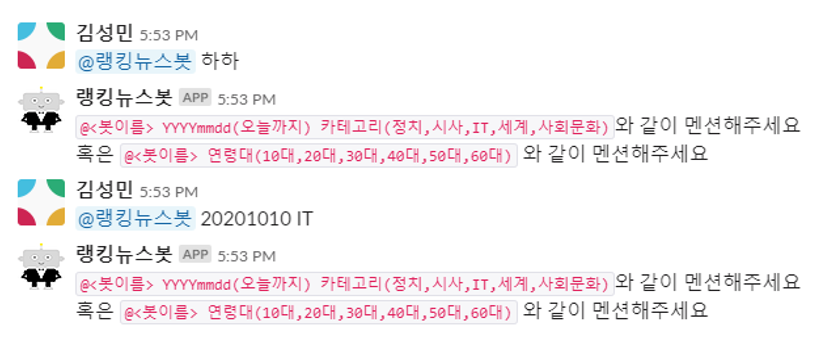 김성민 5:53 PM
@랭킹뉴스봇 하하
랭킹뉴스봇 APP 5:53 PM
@<봇이름> YYYYmmdd(오늘까지) 카테고리(정치,시사,IT,세계,사회문화)와 같이 멘션해주세요
혹은 @<봇이름> 연령대(10대,20대,30대,40대,50대,60대) 와 같이 멘션해주세요
김성민 5:53 PM
@랭킹뉴스봇 20201010 IT
랭킹뉴스봇 APP 5:53 PM
@<봇이름> YYYYmmdd(오늘까지) 카테고리(정치,시사,IT,세계,사회문화)와 같이 멘션해주세요
혹은 @<봇이름> 연령대(10대,20대,30대,40대,50대,60대) 와 같이 멘션해주세요